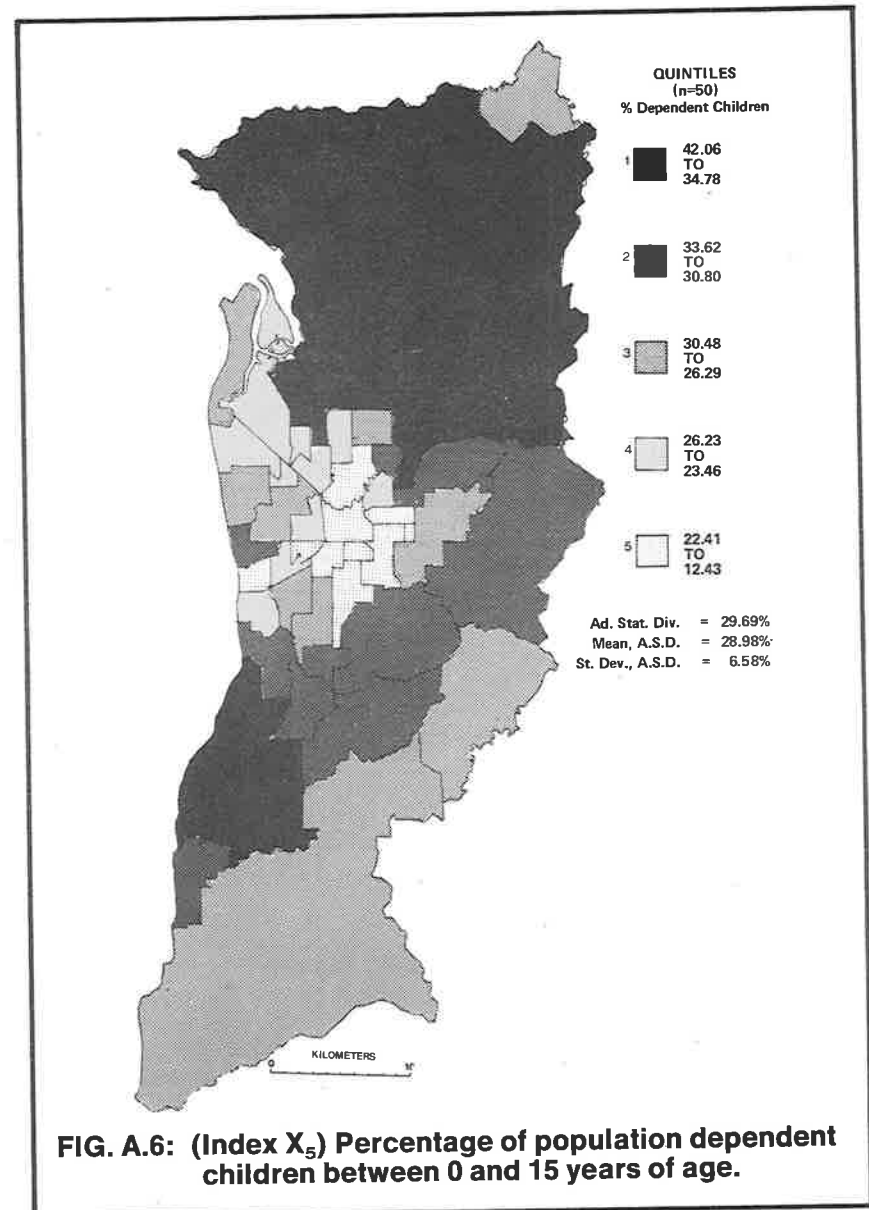 QUINTILES
(n=50)
% Dependent Children
1 42.06
TO
34.78
2 33.62
TO
30.80
3 30.48
TO
26.29
4 26.23
TO
23.46
5 22.41
TO
12.43
Ad. Stat. Div. = 29.69%
Mean, A.S.D. = 28.98%
St. Dev., A.S.D. = 6.58%
KILOMETERS
0
FIG. A.6: (Index X₅) Percentage of population dependent
children between 0 and 15 years of age.